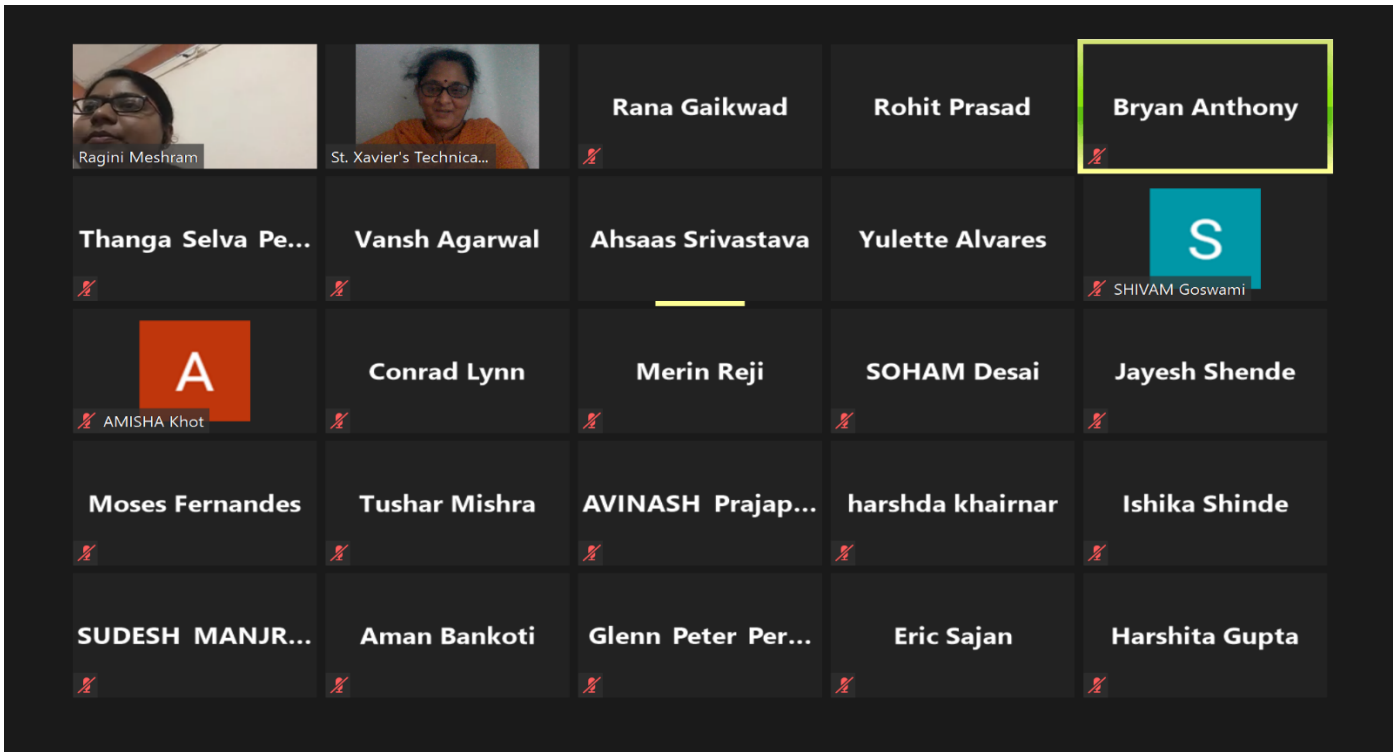 Ragini Meshram
St. Xavier's Technica...
Rana Gaikwad
Rohit Prasad
Bryan Anthony
Thanga Selva Pe...
Vansh Agarwal
Ahsaas Srivastava
Yulette Alvares
S
SHIVAM Goswami
A
AMISHA Khot
Conrad Lynn
Merin Reji
SOHAM Desai
Jayesh Shende
Moses Fernandes
Tushar Mishra
AVINASH Prajap...
harshda khairnar
Ishika Shinde
SUDESH MANJR...
Aman Bankoti
Glenn Peter Per...
Eric Sajan
Harshita Gupta